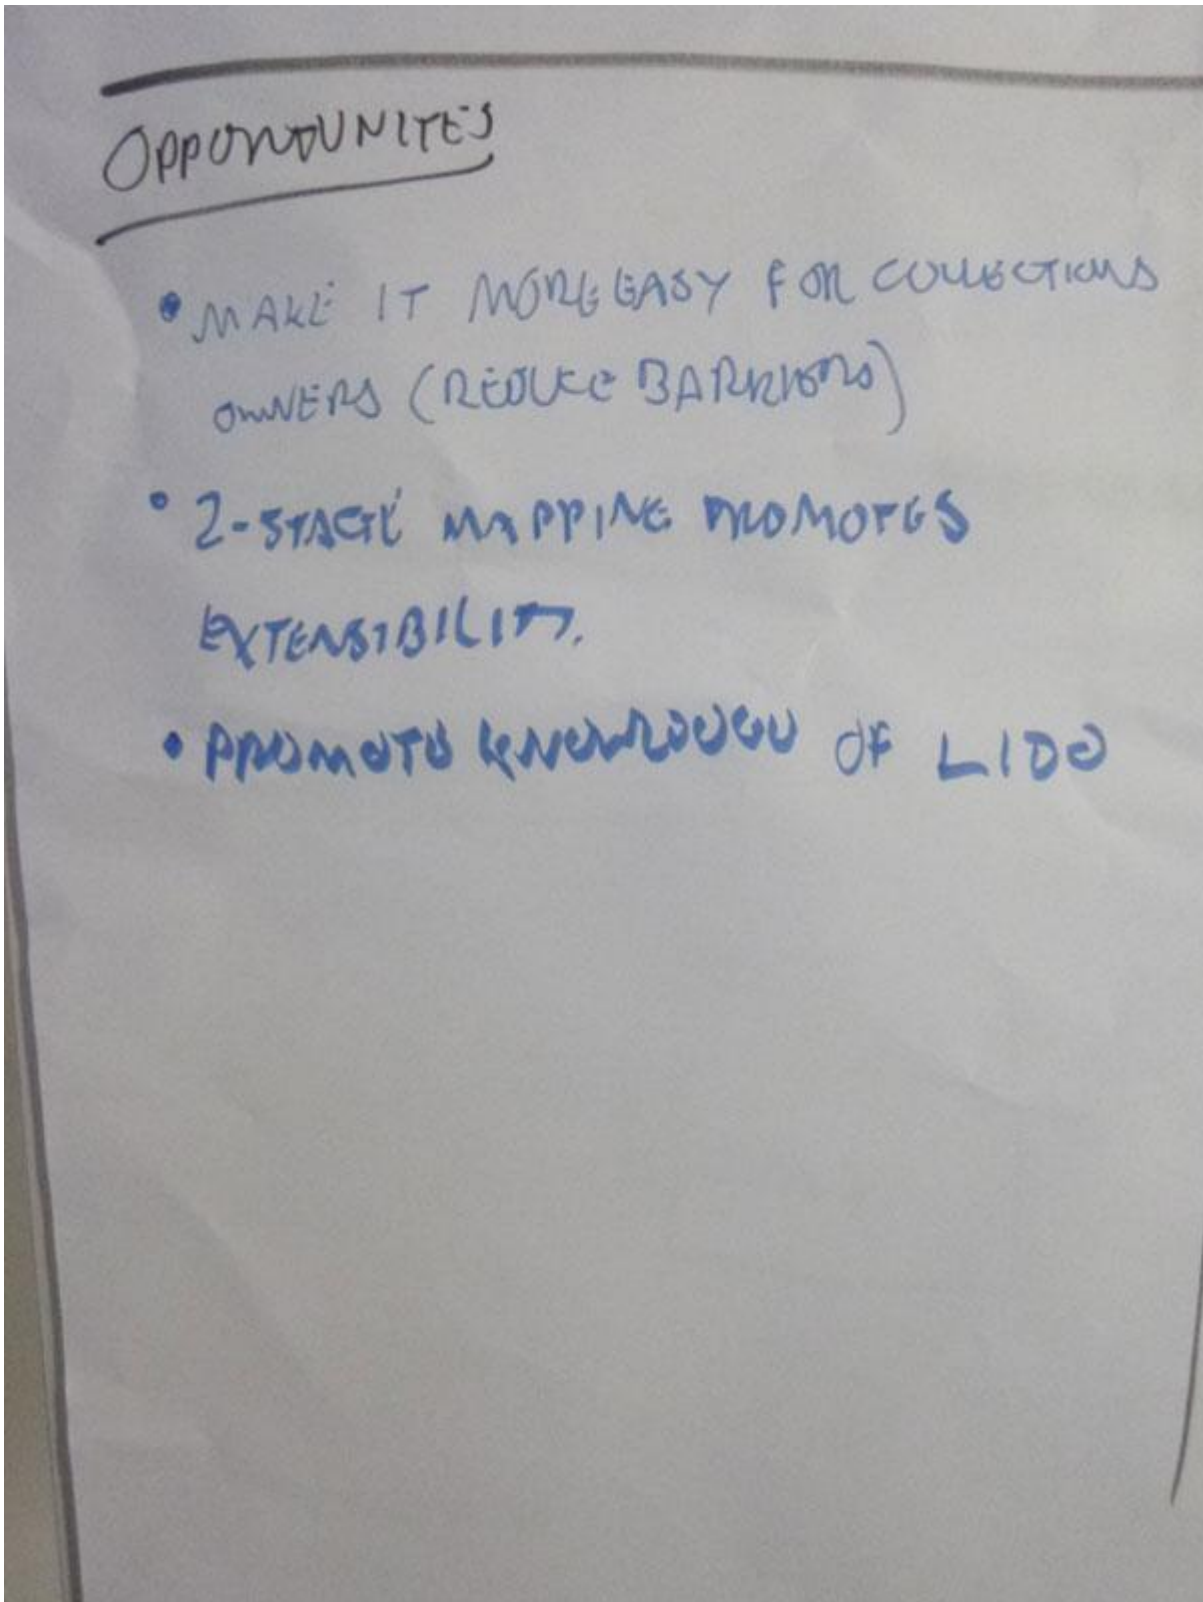 OPPORTUNITES
• MAKE IT MORE EASY FOR COLLECTIONS
OWNERS (REDUCE BARRIERS)
• 2-STAGE MAPPING PROMOTES
EXTENSIBILITY.
• PROMOTE KNOWLEDGE OF LIDO